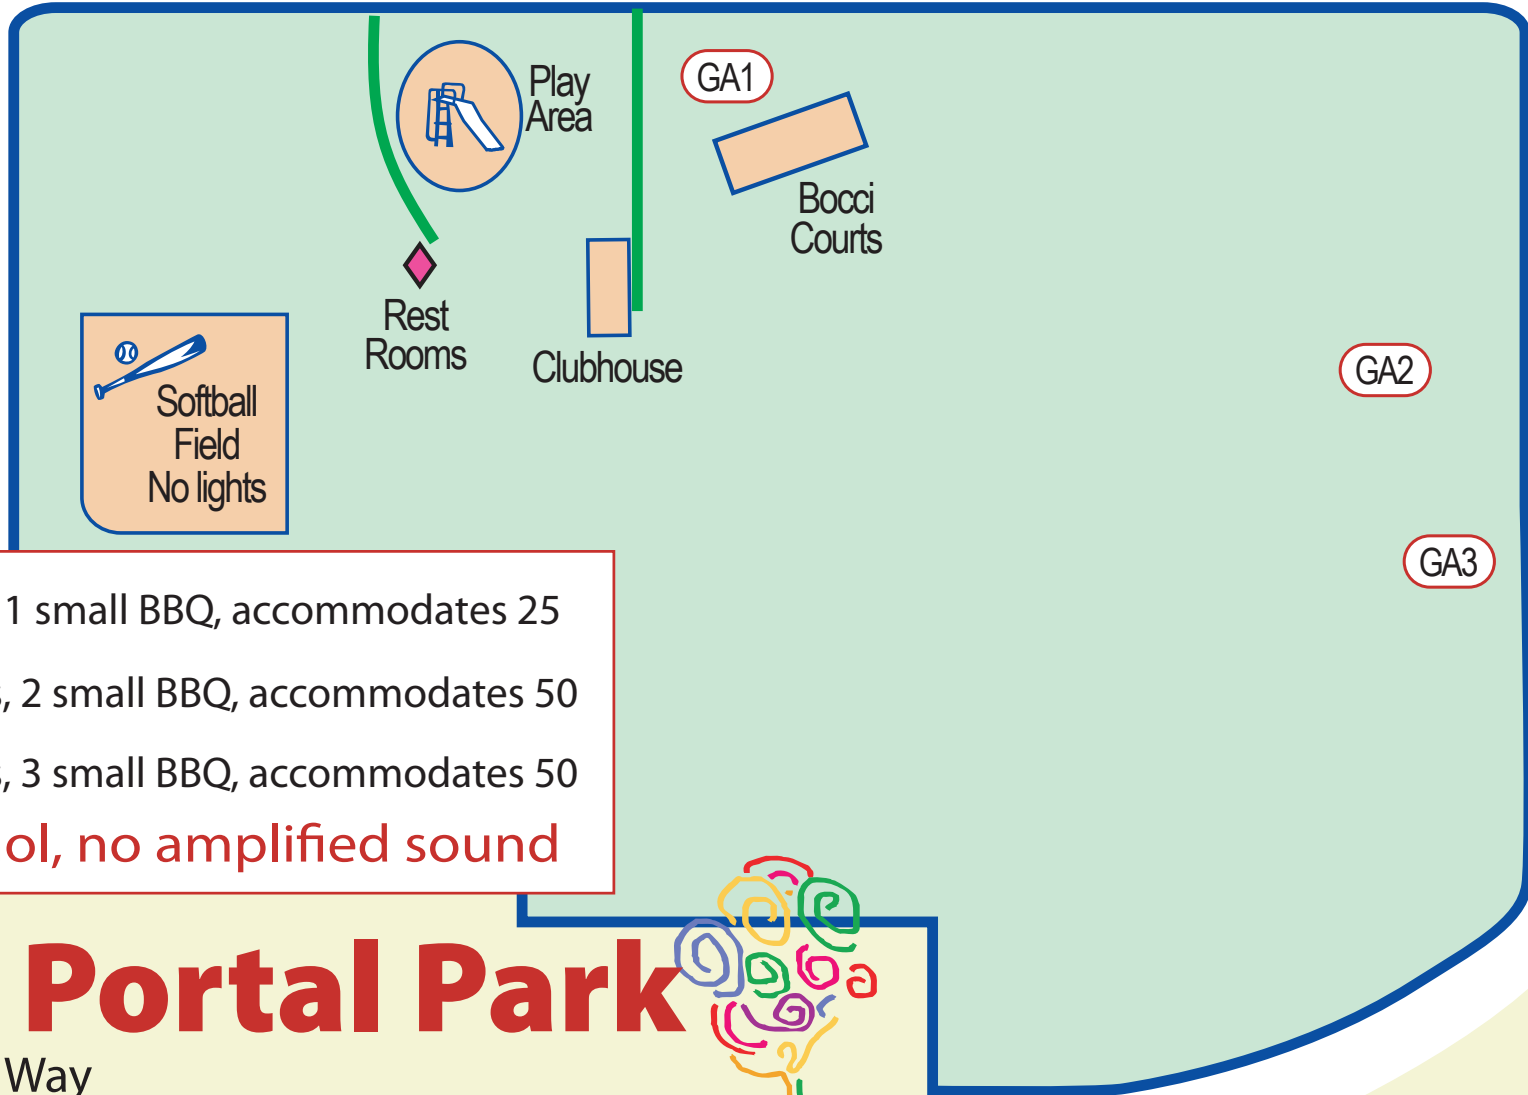 Play
Area
GA1
Bocci
Courts
Rest
Rooms
Clubhouse
GA2
Softball
Field
No lights
GA3
1 small BBQ, accommodates 25
, 2 small BBQ, accommodates 50
, 3 small BBQ, accommodates 50
ol, no amplified sound
Portal Park
Way